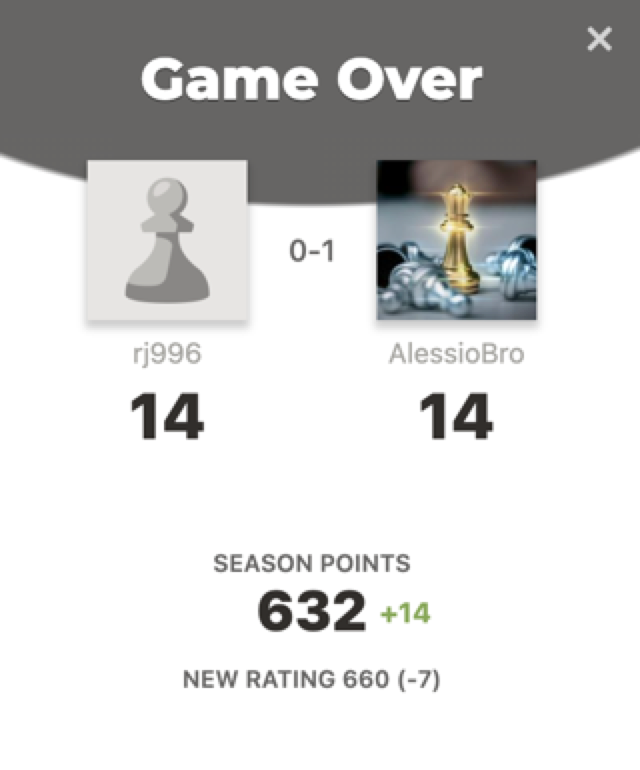 Game Over
0-1
rj996
AlessioBro
14
14
SEASON POINTS
632 +14
NEW RATING 660 (-7)